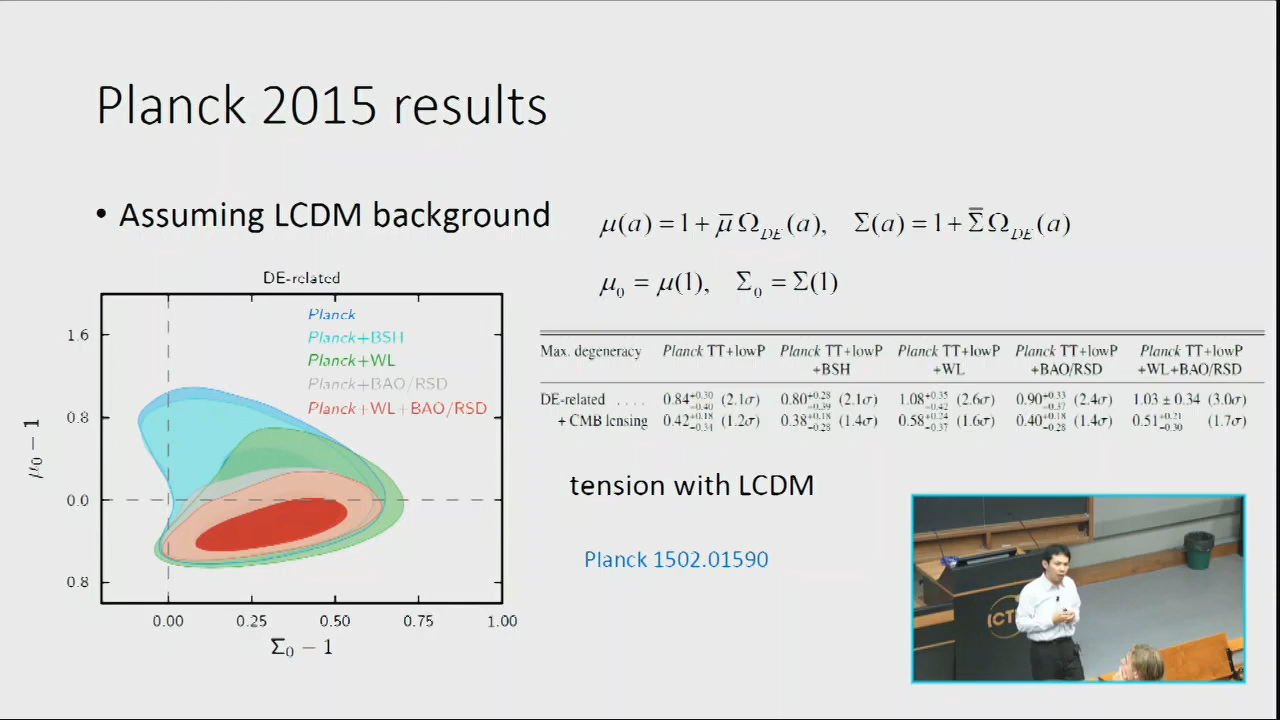 Planck 2015 results
• Assuming LCDM background
μ(a) = 1 + μ̄ Ω_DE(a), Σ(a) = 1 + Σ̄ Ω_DE(a)
μ₀ = μ(1), Σ₀ = Σ(1)
DE-related
Planck
Planck+BSH
Planck+WL
Planck+BAO/RSD
Planck+WL+BAO/RSD
1.6
0.8
0.0
0.8
μ₀ − 1
0.00 0.25 0.50 0.75 1.00
Σ₀ − 1
Max. degeneracy Planck TT+lowP Planck TT+lowP Planck TT+lowP Planck TT+lowP Planck TT+lowP
+BSH +WL +BAO/RSD +WL+BAO/RSD
DE-related . . . . 0.84 +0.30 −0.40 (2.1σ) 0.80 +0.28 −0.39 (2.1σ) 1.08 +0.35 −0.42 (2.6σ) 0.90 +0.33 −0.37 (2.4σ) 1.03 ± 0.34 (3.0σ)
+ CMB lensing 0.42 +0.18 −0.34 (1.2σ) 0.38 +0.18 −0.28 (1.4σ) 0.58 +0.24 −0.37 (1.6σ) 0.40 +0.18 −0.28 (1.4σ) 0.51 +0.21 −0.30 (1.7σ)
tension with LCDM
Planck 1502.01590
ICT